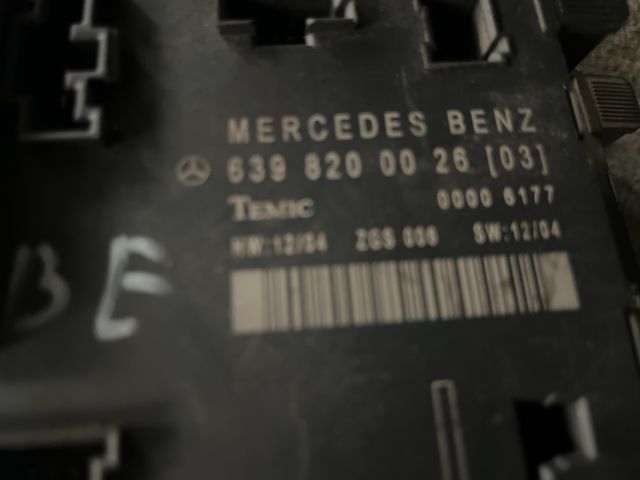 MERCEDES BENZ
639 820 00 26 [03]
TEMIC 0000 6177
HW:12/04 ZGS 006 SW:12/04
BE